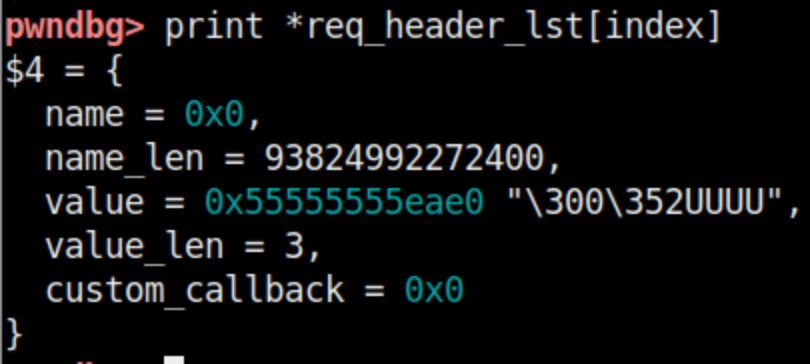 pwndbg> print *req_header_lst[index]
$4 = {
  name = 0x0,
  name_len = 93824992272400,
  value = 0x55555555eae0 "\300\352UUUU",
  value_len = 3,
  custom_callback = 0x0
}